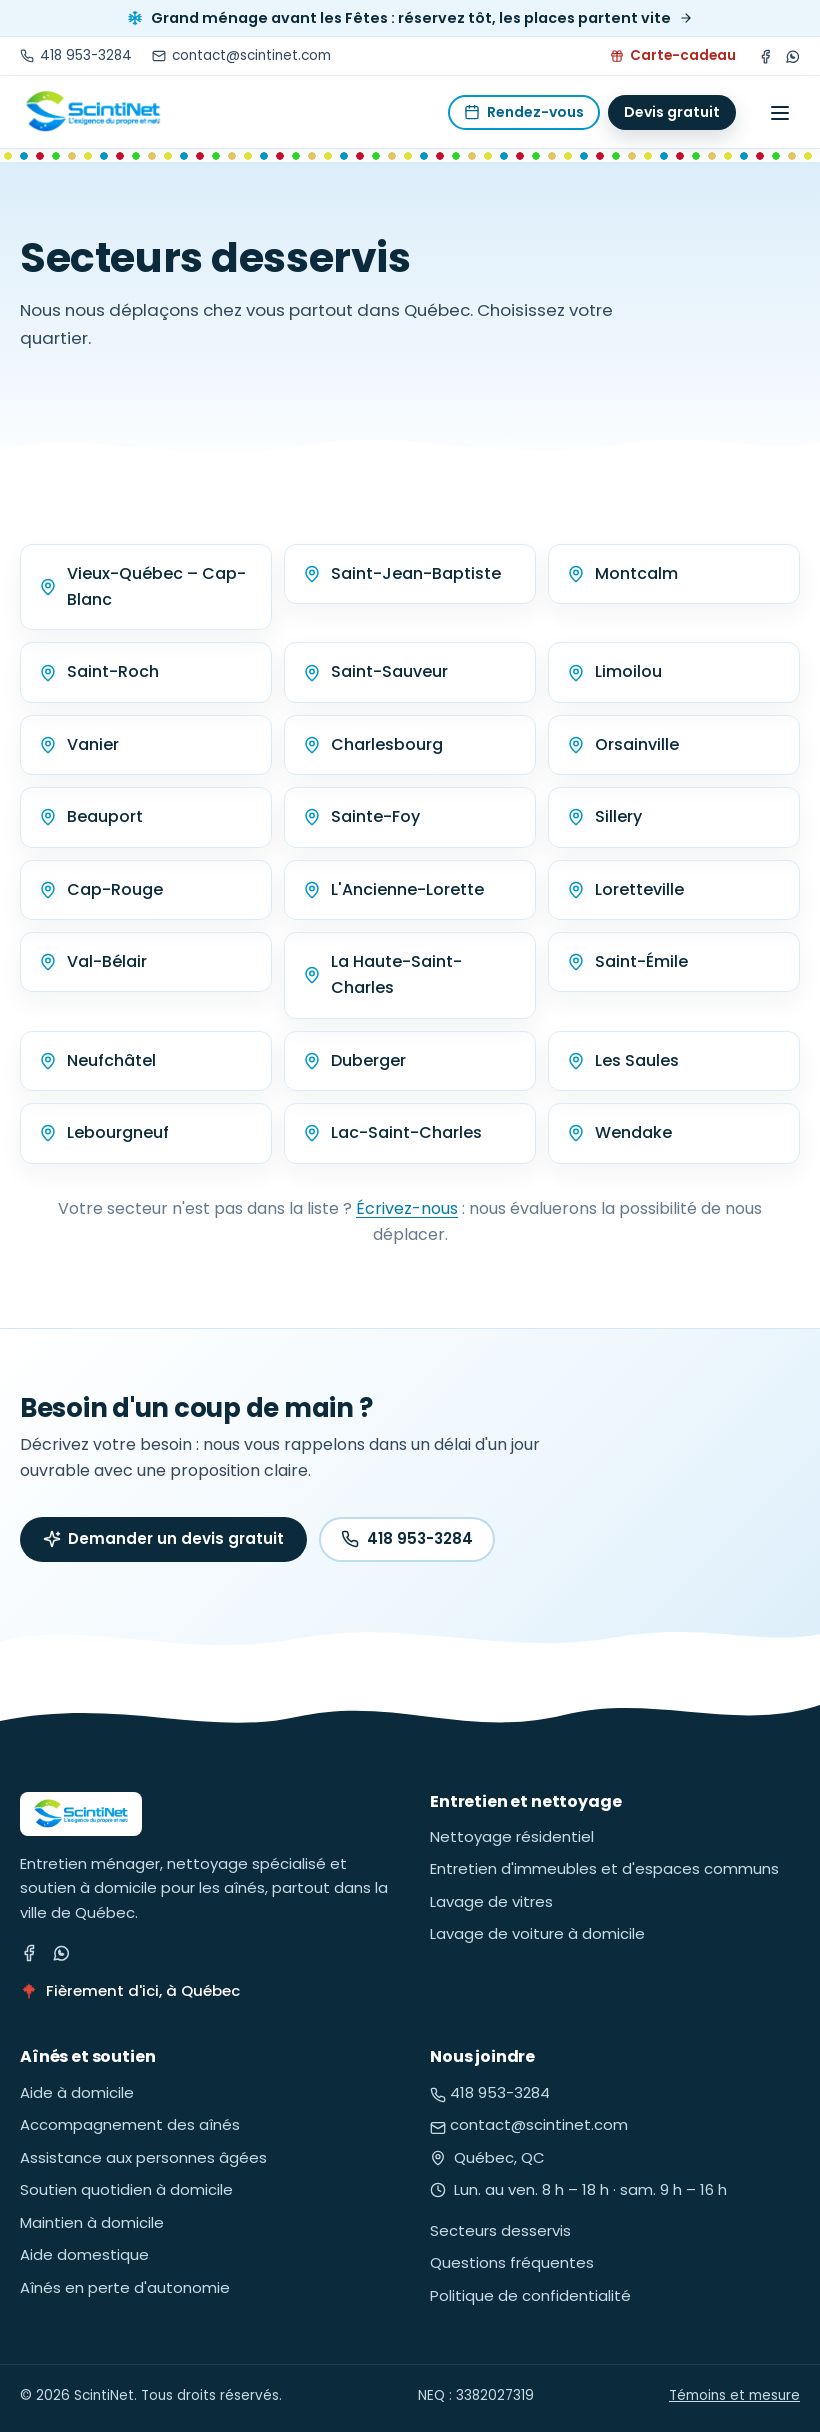 Grand ménage avant les Fêtes : réservez tôt, les places partent vite →
418 953-3284
contact@scintinet.com
Carte-cadeau
ScintiNet
L'exigence du propre et net!
Rendez-vous
Devis gratuit
Secteurs desservis
Nous nous déplaçons chez vous partout dans Québec. Choisissez votre
quartier.
Vieux-Québec – Cap-
Blanc
Saint-Jean-Baptiste
Montcalm
Saint-Roch
Saint-Sauveur
Limoilou
Vanier
Charlesbourg
Orsainville
Beauport
Sainte-Foy
Sillery
Cap-Rouge
L'Ancienne-Lorette
Loretteville
Val-Bélair
La Haute-Saint-
Charles
Saint-Émile
Neufchâtel
Duberger
Les Saules
Lebourgneuf
Lac-Saint-Charles
Wendake
Votre secteur n'est pas dans la liste ? Écrivez-nous : nous évaluerons la possibilité de nous
déplacer.
Besoin d'un coup de main ?
Décrivez votre besoin : nous vous rappelons dans un délai d'un jour
ouvrable avec une proposition claire.
Demander un devis gratuit
418 953-3284
ScintiNet
L'exigence du propre et net!
Entretien ménager, nettoyage spécialisé et
soutien à domicile pour les aînés, partout dans la
ville de Québec.
Fièrement d'ici, à Québec
Entretien et nettoyage
Nettoyage résidentiel
Entretien d'immeubles et d'espaces communs
Lavage de vitres
Lavage de voiture à domicile
Aînés et soutien
Aide à domicile
Accompagnement des aînés
Assistance aux personnes âgées
Soutien quotidien à domicile
Maintien à domicile
Aide domestique
Aînés en perte d'autonomie
Nous joindre
418 953-3284
contact@scintinet.com
Québec, QC
Lun. au ven. 8 h – 18 h · sam. 9 h – 16 h
Secteurs desservis
Questions fréquentes
Politique de confidentialité
© 2026 ScintiNet. Tous droits réservés.
NEQ : 3382027319
Témoins et mesure